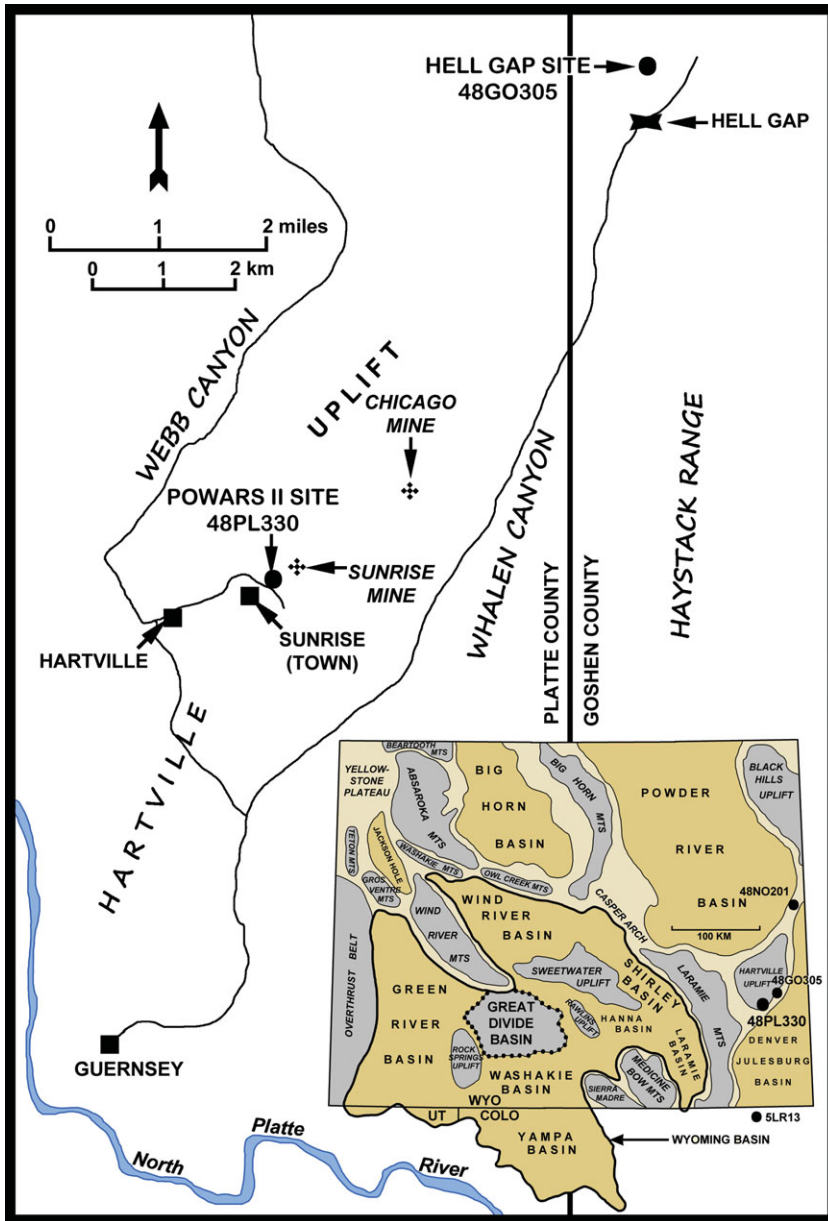 HELL GAP SITE
48GO305
HELL GAP
0 1 2 miles
0 1 2 km
WEBB CANYON
UPLIFT
CHICAGO
MINE
POWARS II SITE
48PL330
SUNRISE
MINE
HARTVILLE
SUNRISE
(TOWN)
WHALEN CANYON
PLATTE COUNTY
GOSHEN COUNTY
HAYSTACK RANGE
HARTVILLE
GUERNSEY
North Platte River
BEARTOOTH
MTS
YELLOW-
STONE
PLATEAU
ABSAROKA
MTS
BIG
HORN
BASIN
BIG HORN
MTS
POWDER
RIVER
BASIN
BLACK
HILLS
UPLIFT
TETON MTS
JACKSON HOLE
GROS
VENTRE
MTS
WASHAKIE MTS
OWL CREEK MTS
WIND
RIVER
MTS
WIND
RIVER
BASIN
CASPER ARCH
100 KM
48NO201
OVERTHRUST BELT
GREEN
RIVER
BASIN
SWEETWATER
UPLIFT
SHIRLEY
BASIN
LARAMIE
MTS
HARTVILLE
UPLIFT
48GO305
48PL330
GREAT
DIVIDE
BASIN
RAWLINS
UPLIFT
HANNA
BASIN
LARAMIE
BASIN
DENVER
JULESBURG
BASIN
ROCK
SPRINGS
UPLIFT
WASHAKIE
BASIN
SIERRA
MADRE
MEDICINE
BOW MTS
WYO
UT COLO
5LR13
YAMPA
BASIN
WYOMING BASIN